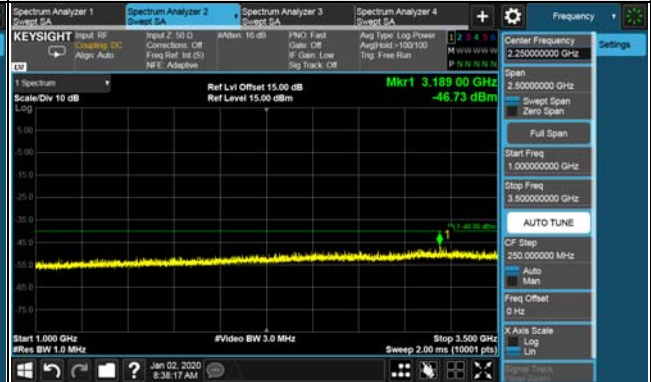 Spectrum Analyzer 1
Swept SA
Spectrum Analyzer 2
Swept SA
Spectrum Analyzer 3
Swept SA
Spectrum Analyzer 4
Swept SA
+
Frequency
Settings
KEYSIGHT
Input: RF
Coupling: DC
Align: Auto
Input Z: 50 Ω
Corrections: Off
Freq Ref: Int (S)
NFE: Adaptive
#Atten: 16 dB
PNO: Fast
Gate: Off
IF Gain: Low
Sig Track: Off
Avg Type: Log-Power
Avg|Hold:>100/100
Trig: Free Run
1 2 3 4 5 6
M W W W W W
P N N N N N
LXI
1 Spectrum
Scale/Div 10 dB
Log
Ref Lvl Offset 15.00 dB
Ref Level 15.00 dBm
Mkr1 3.189 00 GHz
-46.73 dBm
5.00
-5.00
-15.0
-25.0
-35.0
-45.0
-55.0
-65.0
-75.0
1
Start 1.000 GHz
#Res BW 1.0 MHz
#Video BW 3.0 MHz
Stop 3.500 GHz
Sweep 2.00 ms (10001 pts)
Center Frequency
2.250000000 GHz
Span
2.50000000 GHz
Swept Span
Zero Span
Full Span
Start Freq
1.000000000 GHz
Stop Freq
3.500000000 GHz
AUTO TUNE
CF Step
250.000000 MHz
Auto
Man
Freq Offset
0 Hz
X Axis Scale
Log
Lin
Signal Track
?
Jan 02, 2020
8:38:17 AM